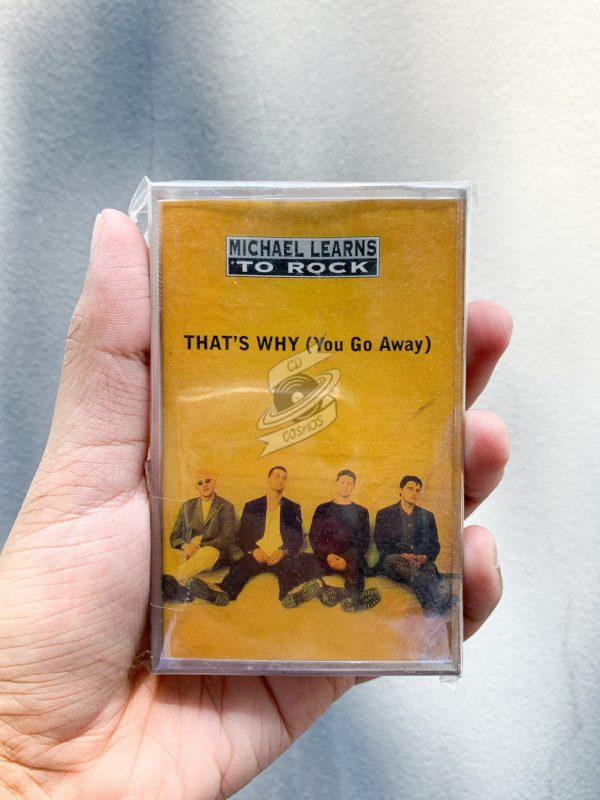 MICHAEL LEARNS
TO ROCK
THAT'S WHY (You Go Away)
CD
COSMOS